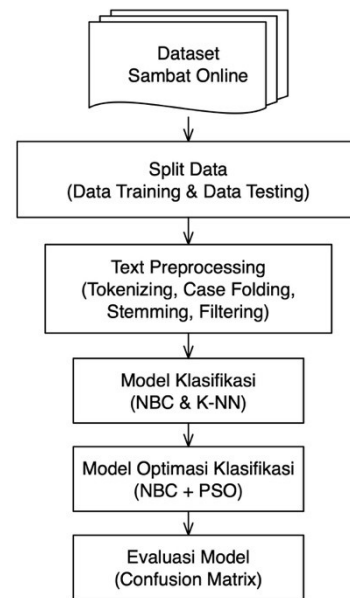 Dataset
Sambat Online
Split Data
(Data Training & Data Testing)
Text Preprocessing
(Tokenizing, Case Folding,
Stemming, Filtering)
Model Klasifikasi
(NBC & K-NN)
Model Optimasi Klasifikasi
(NBC + PSO)
Evaluasi Model
(Confusion Matrix)